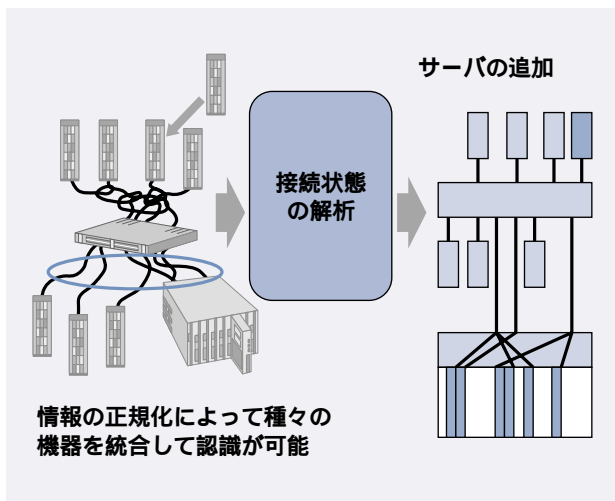 サーバの追加
接続状態
の解析
情報の正規化によって種々の
機器を統合して認識が可能